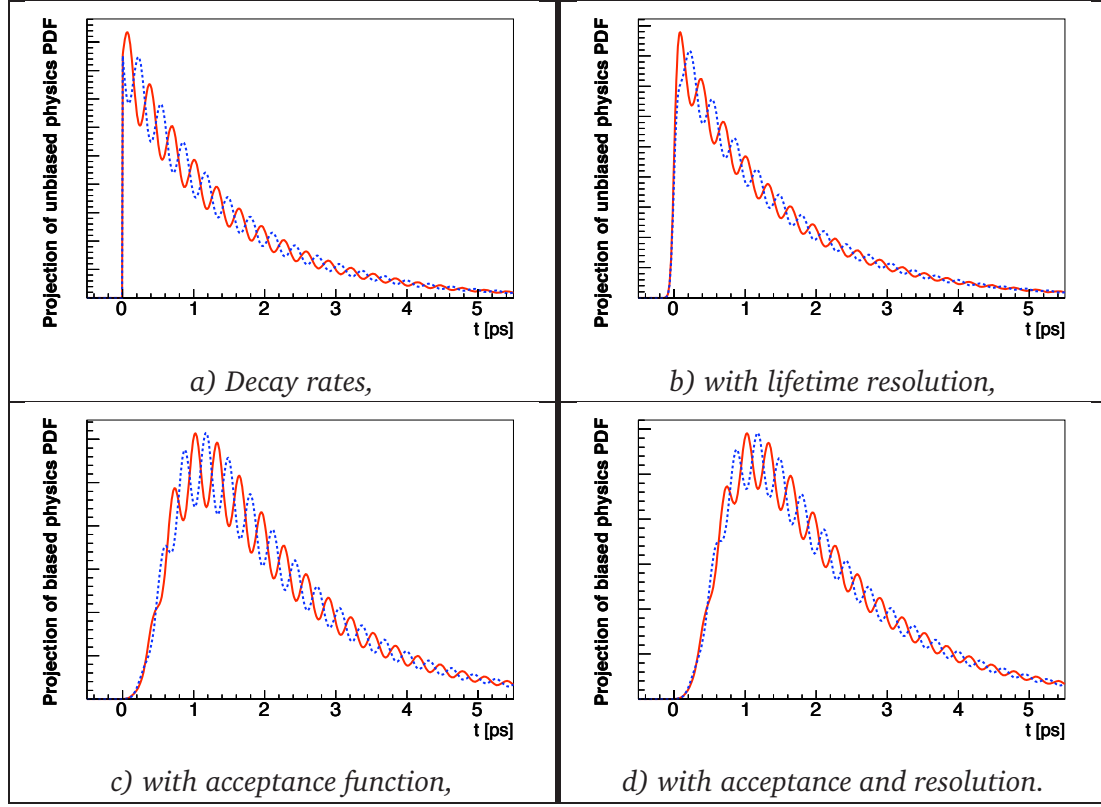 Projection of unbiased physics PDF
0 1 2 3 4 5
t [ps]
a) Decay rates,
Projection of unbiased physics PDF
0 1 2 3 4 5
t [ps]
b) with lifetime resolution,
Projection of biased physics PDF
0 1 2 3 4 5
t [ps]
c) with acceptance function,
Projection of biased physics PDF
0 1 2 3 4 5
t [ps]
d) with acceptance and resolution.